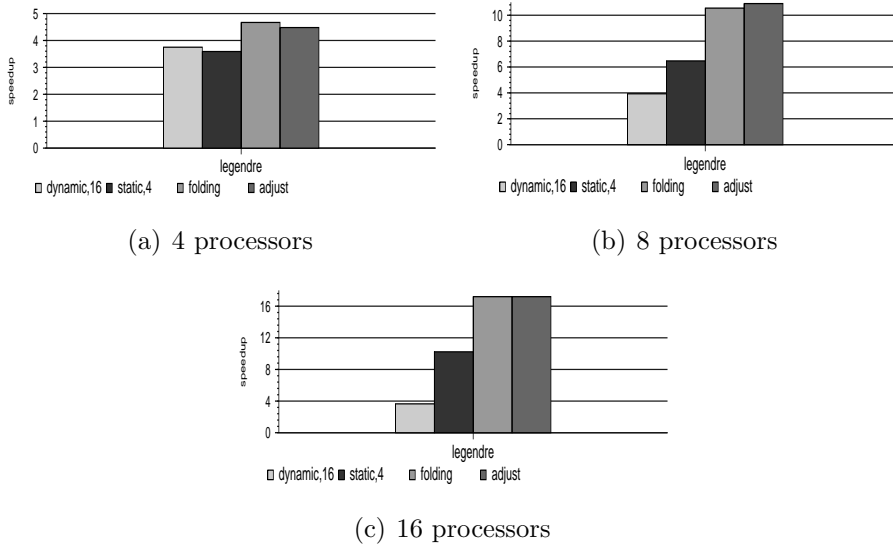 5
4
3
2
1
0
speedup
legendre
dynamic,16 static,4 folding adjust
(a) 4 processors
10
8
6
4
2
0
speedup
legendre
dynamic,16 static,4 folding adjust
(b) 8 processors
16
12
8
4
0
speedup
legendre
dynamic,16 static,4 folding adjust
(c) 16 processors